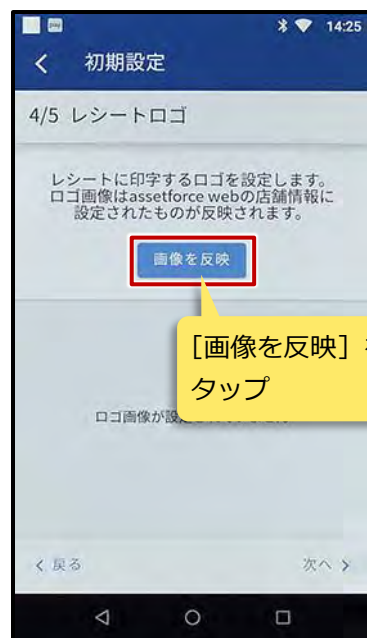 pay
14:25
初期設定
4/5 レシートロゴ
レシートに印字するロゴを設定します。
ロゴ画像はassetforce webの店舗情報に
設定されたものが反映されます。
画像を反映
[画像を反映]
タップ
ロゴ画像が設
戻る
次へ